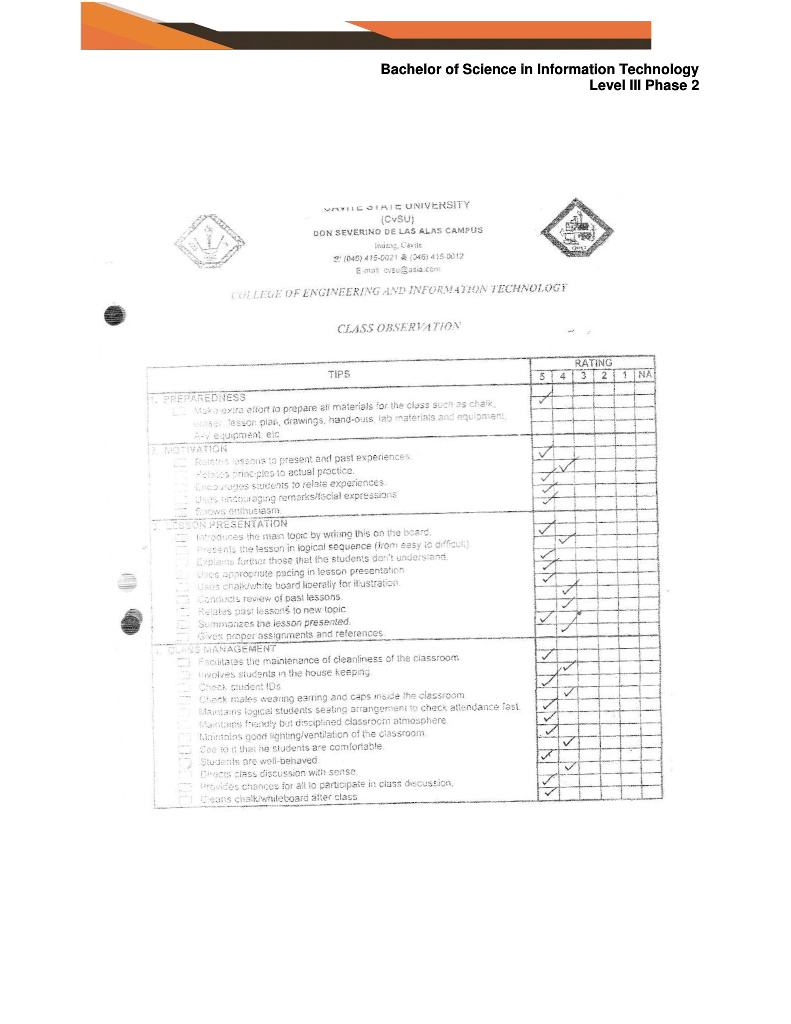 Bachelor of Science in Information Technology
Level III Phase 2
CAVITE STATE UNIVERSITY
(CvSU)
DON SEVERINO DE LAS ALAS CAMPUS
Indang, Cavite
☏ (046) 415-0021 & (046) 415-0012
E-mail: cvsu@asia.com
COLLEGE OF ENGINEERING AND INFORMATION TECHNOLOGY
CLASS OBSERVATION
TIPS
RATING
5 4 3 2 1 NA
1. PREPAREDNESS
Make extra effort to prepare all materials for the class such as chalk,
eraser, lesson plan, drawings, hand-outs, lab materials and equipment,
equipment, etc
2. MOTIVATION
Relates lessons to present and past experiences.
Relates principles to actual practice.
Encourages students to relate experiences.
Uses encouraging remarks/facial expressions
Shows enthusiasm.
3. LESSON PRESENTATION
Introduces the main topic by writing this on the board.
Presents the lesson in logical sequence (from easy to difficult)
Explains further those that the students don't understand.
Uses appropriate pacing in lesson presentation
Uses chalk/white board liberally for illustration.
Conducts review of past lessons.
Relates past lessons to new topic
Summarizes the lesson presented.
Gives proper assignments and references.
4. CLASS MANAGEMENT
Facilitates the maintenance of cleanliness of the classroom
Involves students in the house keeping.
Check student IDs
Check males wearing earring and caps inside the classroom
Maintains logical students seating arrangement to check attendance fast.
Maintains friendly but disciplined classroom atmosphere.
Maintains good lighting/ventilation of the classroom.
See to it that he students are comfortable.
Students are well-behaved.
Directs class discussion with sense.
Provides chances for all to participate in class discussion.
Cleans chalk/whiteboard after class